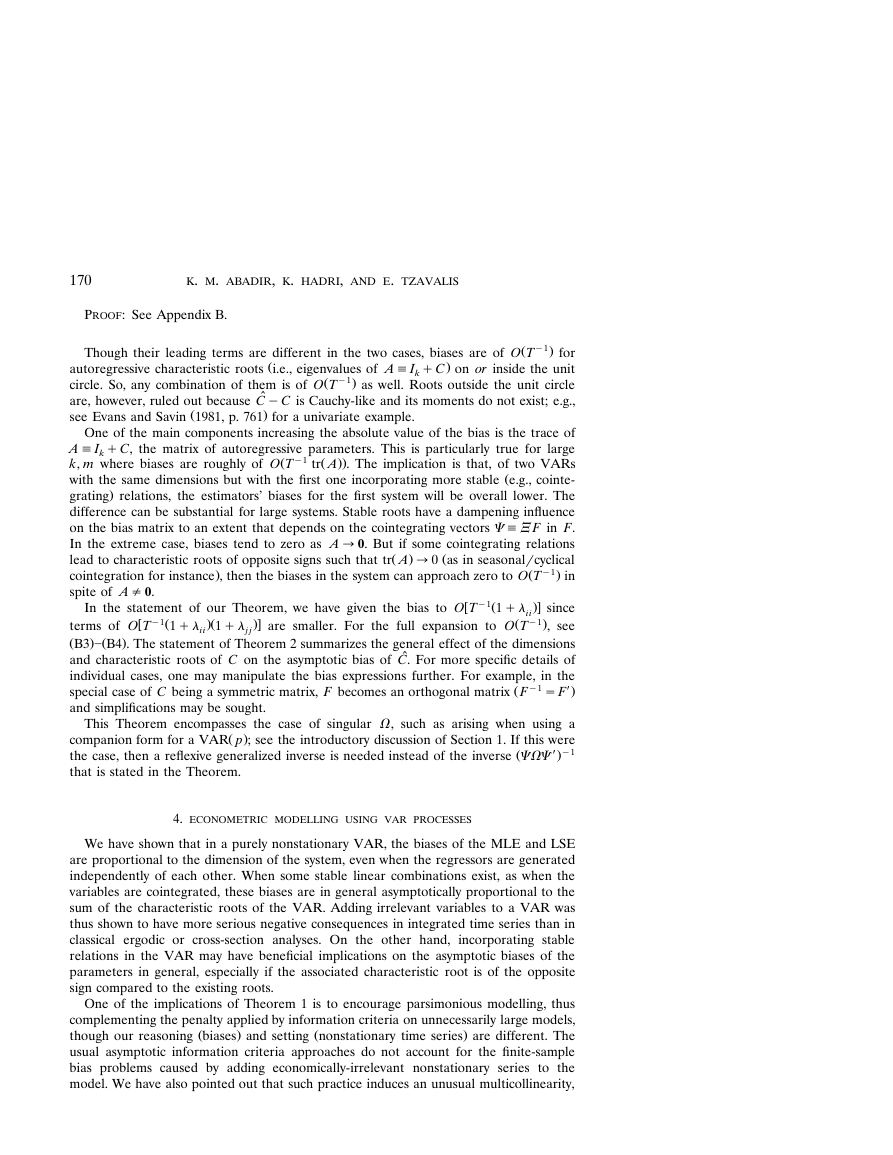 170 K. M. ABADIR, K. HADRI, AND E. TZAVALIS
PROOF: See Appendix B.
Though their leading terms are different in the two cases, biases are of O(T⁻¹) for
autoregressive characteristic roots (i.e., eigenvalues of A ≡ Iₖ + C) on or inside the unit
circle. So, any combination of them is of O(T⁻¹) as well. Roots outside the unit circle
are, however, ruled out because Ĉ − C is Cauchy-like and its moments do not exist; e.g.,
see Evans and Savin (1981, p. 761) for a univariate example.
One of the main components increasing the absolute value of the bias is the trace of
A ≡ Iₖ + C, the matrix of autoregressive parameters. This is particularly true for large
k, m where biases are roughly of O(T⁻¹ tr(A)). The implication is that, of two VARs
with the same dimensions but with the first one incorporating more stable (e.g., cointe-
grating) relations, the estimators' biases for the first system will be overall lower. The
difference can be substantial for large systems. Stable roots have a dampening influence
on the bias matrix to an extent that depends on the cointegrating vectors Ψ ≡ ΞF in F.
In the extreme case, biases tend to zero as A → 0. But if some cointegrating relations
lead to characteristic roots of opposite signs such that tr(A) → 0 (as in seasonal/cyclical
cointegration for instance), then the biases in the system can approach zero to O(T⁻¹) in
spite of A ≠ 0.
In the statement of our Theorem, we have given the bias to O[T⁻¹(1 + λᵢᵢ)] since
terms of O[T⁻¹(1 + λᵢᵢ)(1 + λⱼⱼ)] are smaller. For the full expansion to O(T⁻¹), see
(B3)–(B4). The statement of Theorem 2 summarizes the general effect of the dimensions
and characteristic roots of C on the asymptotic bias of Ĉ. For more specific details of
individual cases, one may manipulate the bias expressions further. For example, in the
special case of C being a symmetric matrix, F becomes an orthogonal matrix (F⁻¹ = F′)
and simplifications may be sought.
This Theorem encompasses the case of singular Ω, such as arising when using a
companion form for a VAR(p); see the introductory discussion of Section 1. If this were
the case, then a reflexive generalized inverse is needed instead of the inverse (ΨΩΨ′)⁻¹
that is stated in the Theorem.
4. ECONOMETRIC MODELLING USING VAR PROCESSES
We have shown that in a purely nonstationary VAR, the biases of the MLE and LSE
are proportional to the dimension of the system, even when the regressors are generated
independently of each other. When some stable linear combinations exist, as when the
variables are cointegrated, these biases are in general asymptotically proportional to the
sum of the characteristic roots of the VAR. Adding irrelevant variables to a VAR was
thus shown to have more serious negative consequences in integrated time series than in
classical ergodic or cross-section analyses. On the other hand, incorporating stable
relations in the VAR may have beneficial implications on the asymptotic biases of the
parameters in general, especially if the associated characteristic root is of the opposite
sign compared to the existing roots.
One of the implications of Theorem 1 is to encourage parsimonious modelling, thus
complementing the penalty applied by information criteria on unnecessarily large models,
though our reasoning (biases) and setting (nonstationary time series) are different. The
usual asymptotic information criteria approaches do not account for the finite-sample
bias problems caused by adding economically-irrelevant nonstationary series to the
model. We have also pointed out that such practice induces an unusual multicollinearity,